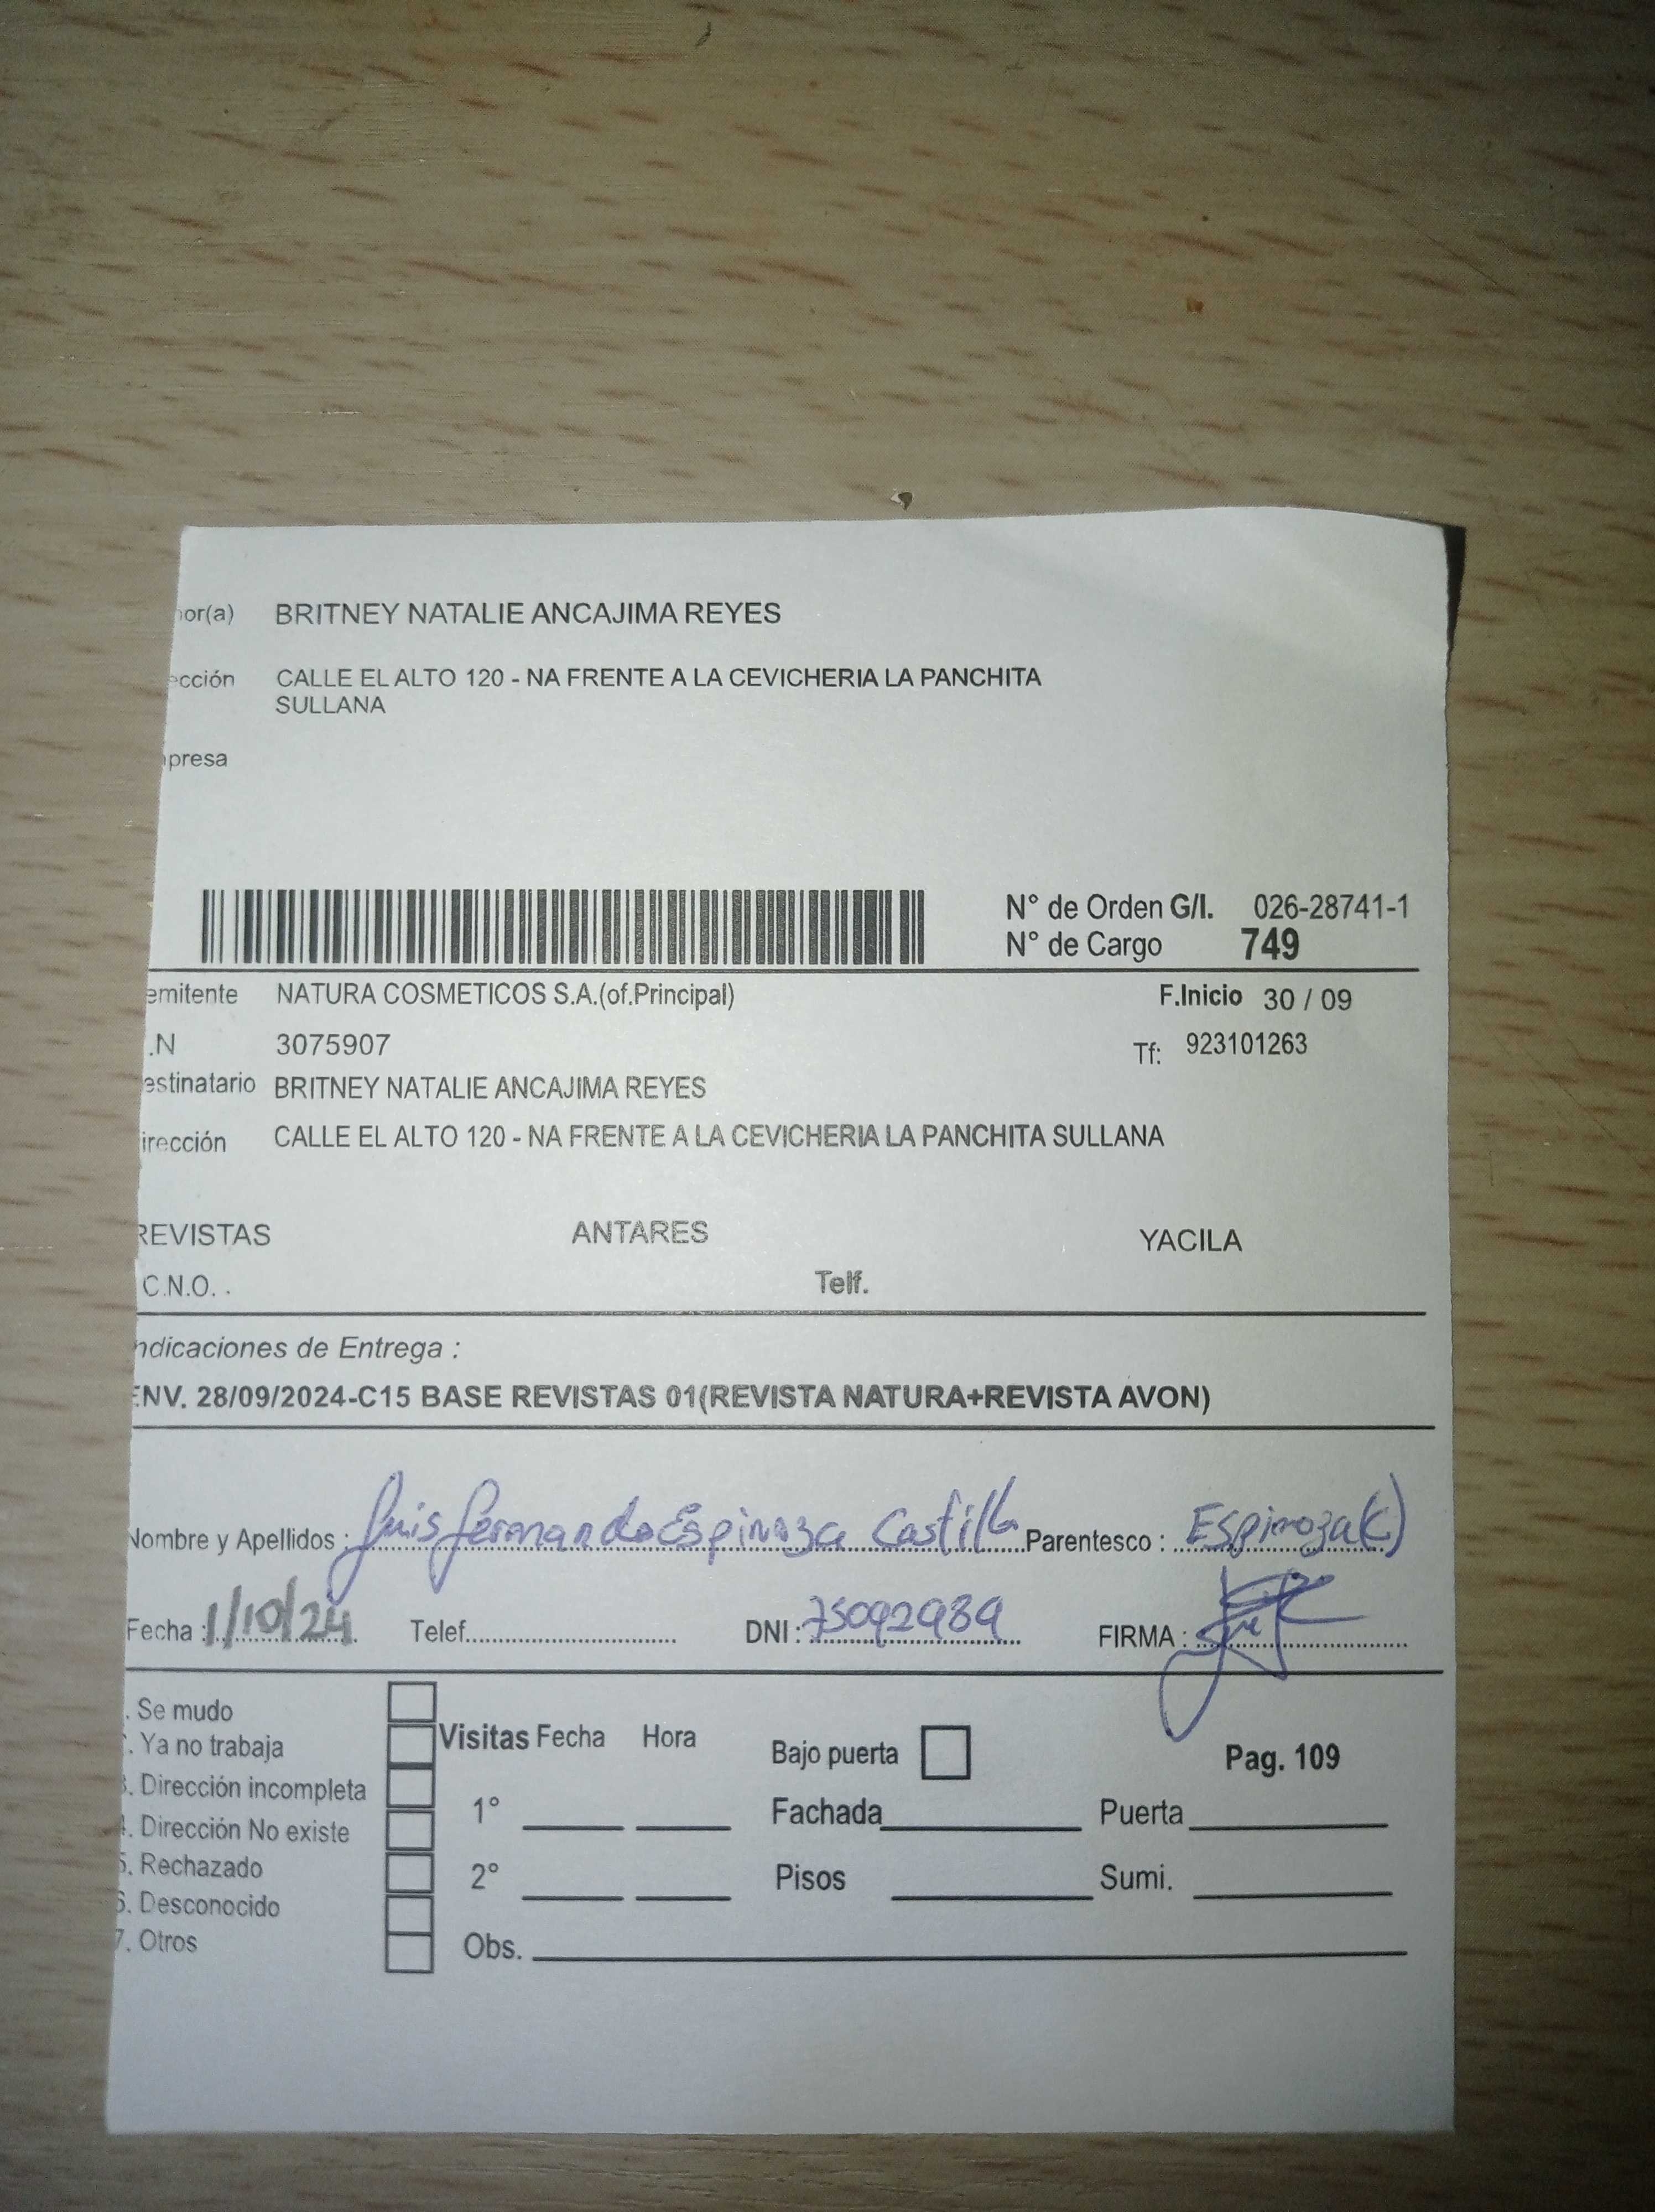 or(a) BRITNEY NATALIE ANCAJIMA REYES
ección CALLE EL ALTO 120 - NA FRENTE A LA CEVICHERIA LA PANCHITA
SULLANA
presa
N° de Orden G/I. 026-28741-1
N° de Cargo 749
emitente NATURA COSMETICOS S.A.(of.Principal) F.Inicio 30 / 09
.N 3075907 Tf: 923101263
estinatario BRITNEY NATALIE ANCAJIMA REYES
irección CALLE EL ALTO 120 - NA FRENTE A LA CEVICHERIA LA PANCHITA SULLANA
REVISTAS ANTARES YACILA
C.N.O. . Telf.
ndicaciones de Entrega :
ENV. 28/09/2024-C15 BASE REVISTAS 01(REVISTA NATURA+REVISTA AVON)
Nombre y Apellidos : Luis fernando Espinoza Castillo Parentesco : Espinoza(C)
Fecha : 1/10/24 Telef. DNI : 75092989 FIRMA :
. Se mudo
. Ya no trabaja Visitas Fecha Hora Bajo puerta Pag. 109
3. Dirección incompleta
4. Dirección No existe 1° Fachada Puerta
5. Rechazado 2° Pisos Sumi.
6. Desconocido
7. Otros Obs.